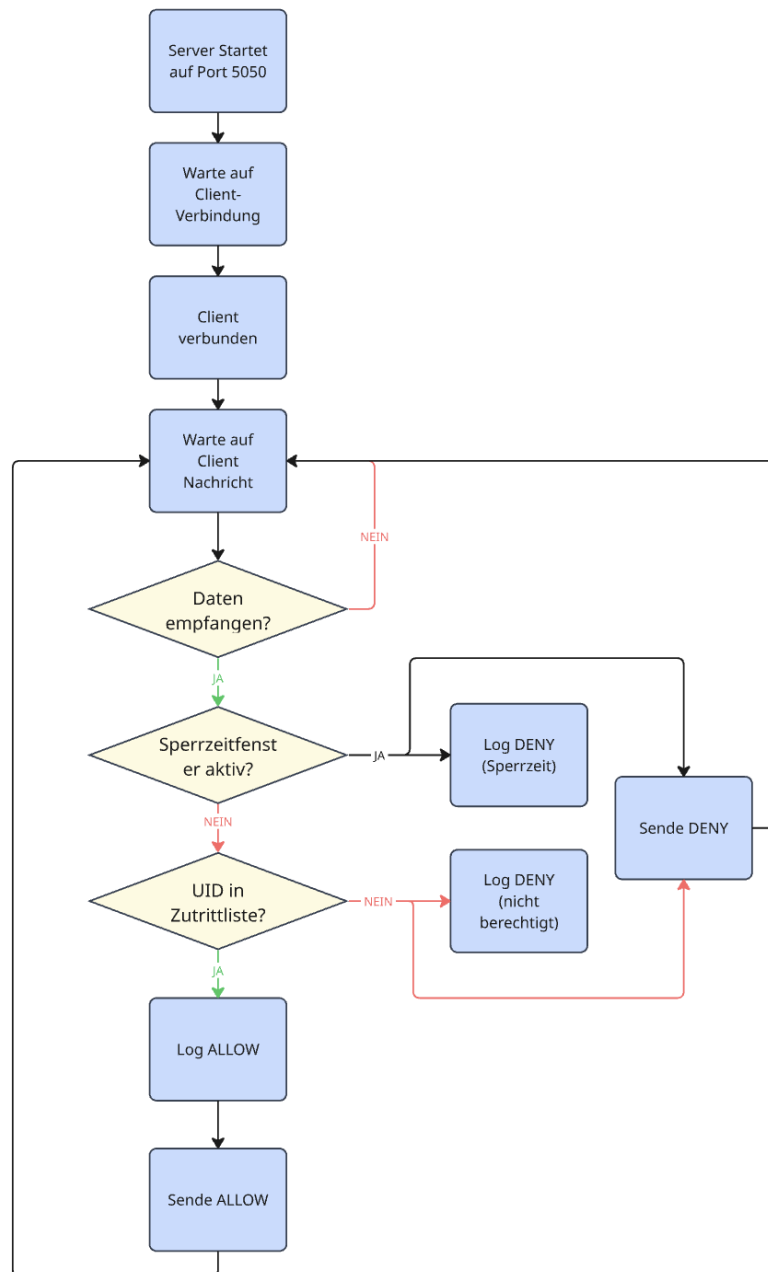 Server Startet
auf Port 5050
Warte auf
Client-
Verbindung
Client
verbunden
Warte auf
Client
Nachricht
NEIN
Daten
empfangen?
JA
Sperrzeitfenst
er aktiv?
JA
Log DENY
(Sperrzeit)
Sende DENY
NEIN
UID in
Zutrittliste?
NEIN
Log DENY
(nicht
berechtigt)
JA
Log ALLOW
Sende ALLOW